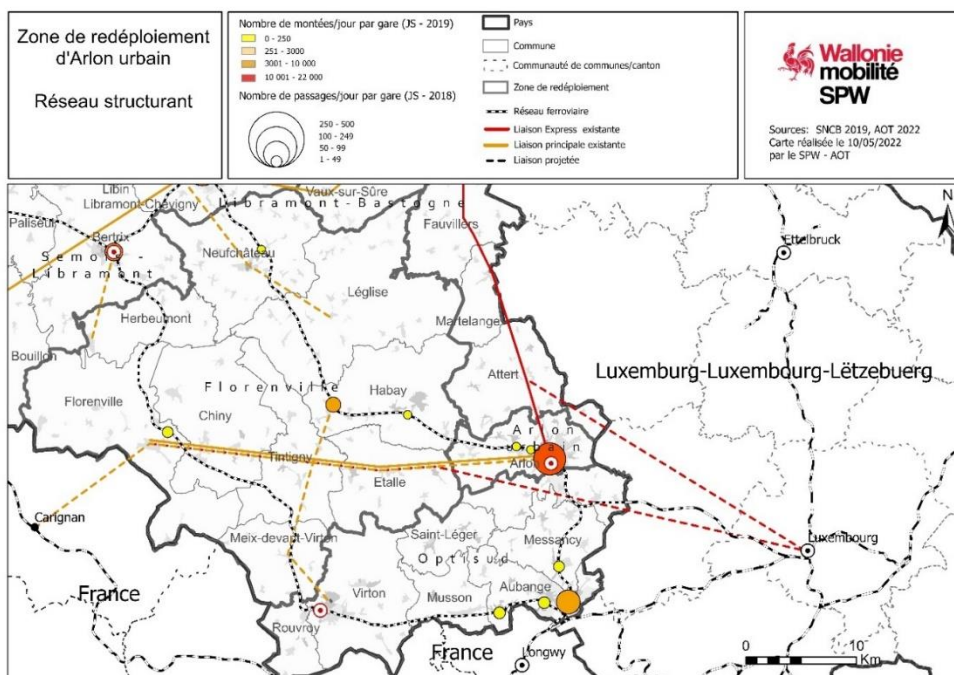 Zone de redéploiement
d'Arlon urbain
Réseau structurant
Nombre de montées/jour par gare (JS - 2019)
0 - 250
251 - 3000
3001 - 10 000
10 001 - 22 000
Nombre de passages/jour par gare (JS - 2018)
250 - 500
100 - 249
50 - 99
1 - 49
Pays
Commune
Communauté de communes/canton
Zone de redéploiement
Réseau ferroviaire
Liaison Express existante
Liaison principale existante
Liaison projetée
Wallonie
mobilité
SPW
Sources: SNCB 2019, AOT 2022
Carte réalisée le 10/05/2022
par le SPW - AOT
Libin
Libramont-Chevigny
Vaux-sur-Sûre
Libramont-Bastogne
Paliseul
Bertrix
Semois-
Libramont
Neufchâteau
Fauvillers
N
Ettelbruck
Léglise
Herbeumont
Martelange
Bouillon
Attert
Luxemburg-Luxembourg-Lëtzebuerg
Florenville
Florenville
Habay
Chiny
Arlon
urbain
Tintigny
Arlon
Etalle
Carignan
Meix-devant-Virton
Saint-Léger
Messancy
Luxembourg
Optisud
France
Virton
Musson
Aubange
Rouvroy
France
Longwy
0 10
Km